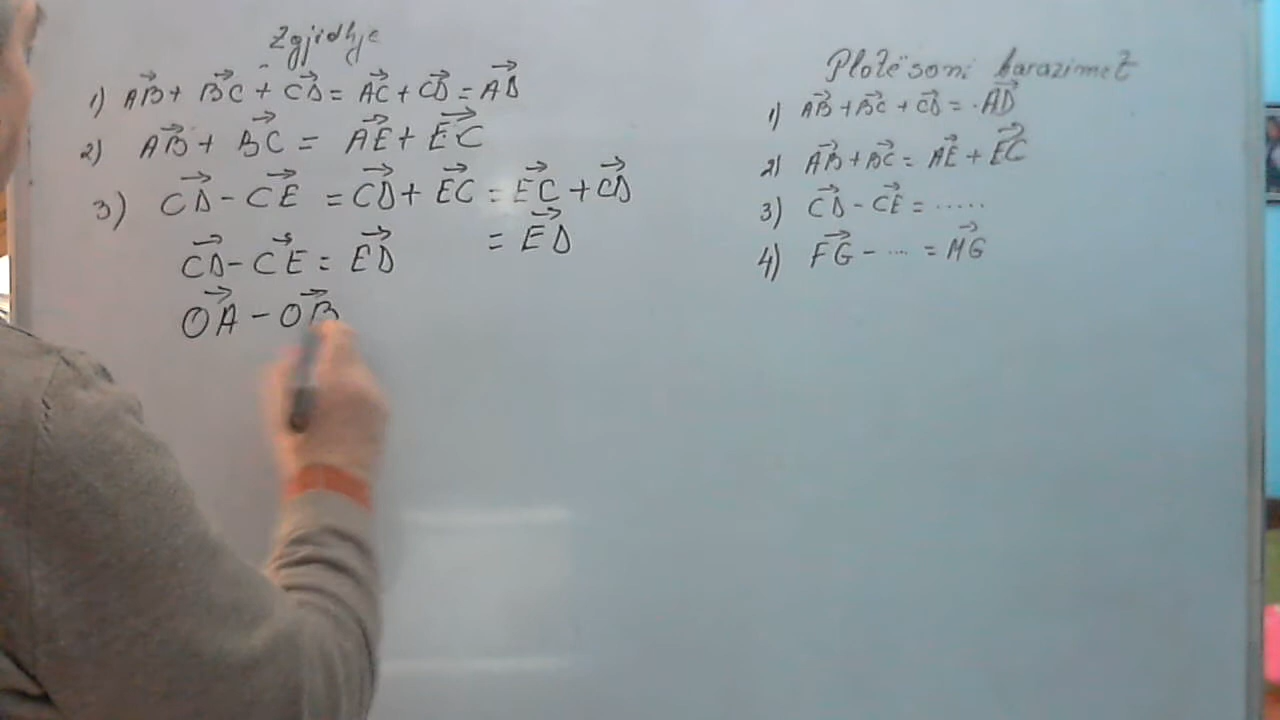 Zgjidhje
1) A͞B→ + BC→ + CD→ = AC→ + CD→ = AD→
2) AB→ + BC→ = AE→ + EC→
3) CD→ - CE→ = CD→ + EC→ = EC→ + CD→
= ED→
CD→ - CE→ = ED→
OA→ - OB→
Plotësoni barazimet
1) AB→ + BC→ + CD→ = .AD→
2) AB→ + BC→ = AE→ + EC→
3) CD→ - CE→ = .....
4) FG→ - ... = MG→